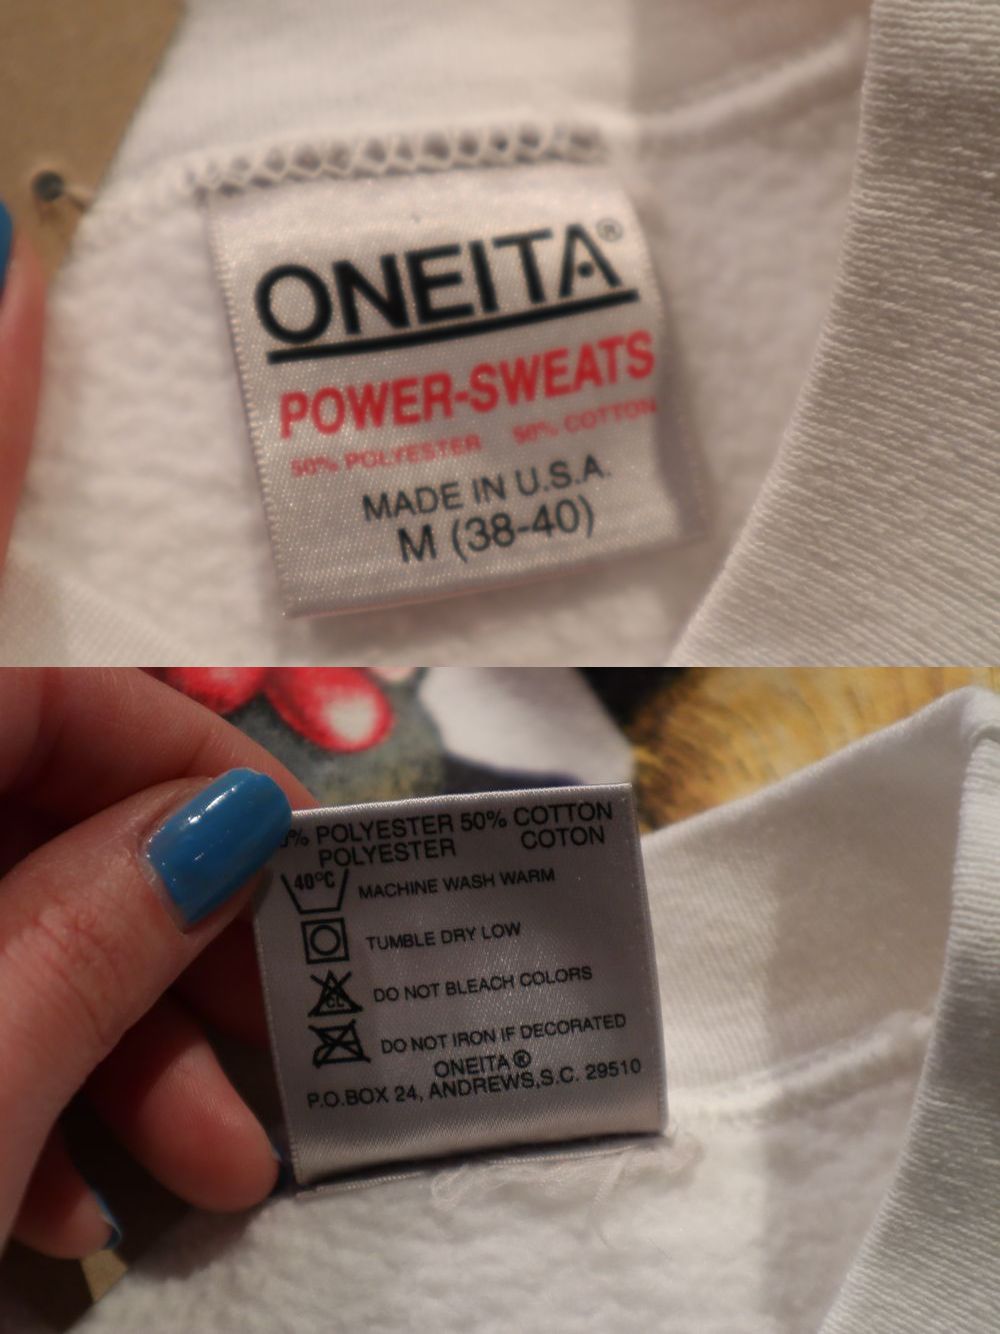 ONEITA®
POWER-SWEATS
50% POLYESTER 50% COTTON
MADE IN U.S.A.
M (38-40)
% POLYESTER 50% COTTON
POLYESTER COTON
40°C MACHINE WASH WARM
TUMBLE DRY LOW
CL DO NOT BLEACH COLORS
DO NOT IRON IF DECORATED
ONEITA®
P.O.BOX 24, ANDREWS,S.C. 29510